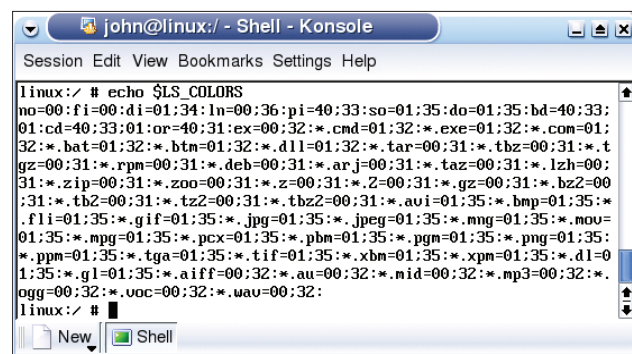 john@linux:/ - Shell - Konsole
Session Edit View Bookmarks Settings Help
linux:/ # echo $LS_COLORS
no=00:fi=00:di=01;34:ln=00;36:pi=40;33:so=01;35:do=01;35:bd=40;33;
01:cd=40;33;01:or=40;31:ex=00;32:*.cmd=01;32:*.exe=01;32:*.com=01;
32:*.bat=01;32:*.btm=01;32:*.dll=01;32:*.tar=00;31:*.tbz=00;31:*.t
gz=00;31:*.rpm=00;31:*.deb=00;31:*.arj=00;31:*.taz=00;31:*.lzh=00;
31:*.zip=00;31:*.zoo=00;31:*.z=00;31:*.Z=00;31:*.gz=00;31:*.bz2=00
;31:*.tb2=00;31:*.tz2=00;31:*.tbz2=00;31:*.avi=01;35:*.bmp=01;35:*
.fli=01;35:*.gif=01;35:*.jpg=01;35:*.jpeg=01;35:*.mng=01;35:*.mov=
01;35:*.mpg=01;35:*.pcx=01;35:*.pbm=01;35:*.pgm=01;35:*.png=01;35:
*.ppm=01;35:*.tga=01;35:*.tif=01;35:*.xbm=01;35:*.xpm=01;35:*.dl=0
1;35:*.gl=01;35:*.aiff=00;32:*.au=00;32:*.mid=00;32:*.mp3=00;32:*.
ogg=00;32:*.voc=00;32:*.wav=00;32:
linux:/ #
New Shell